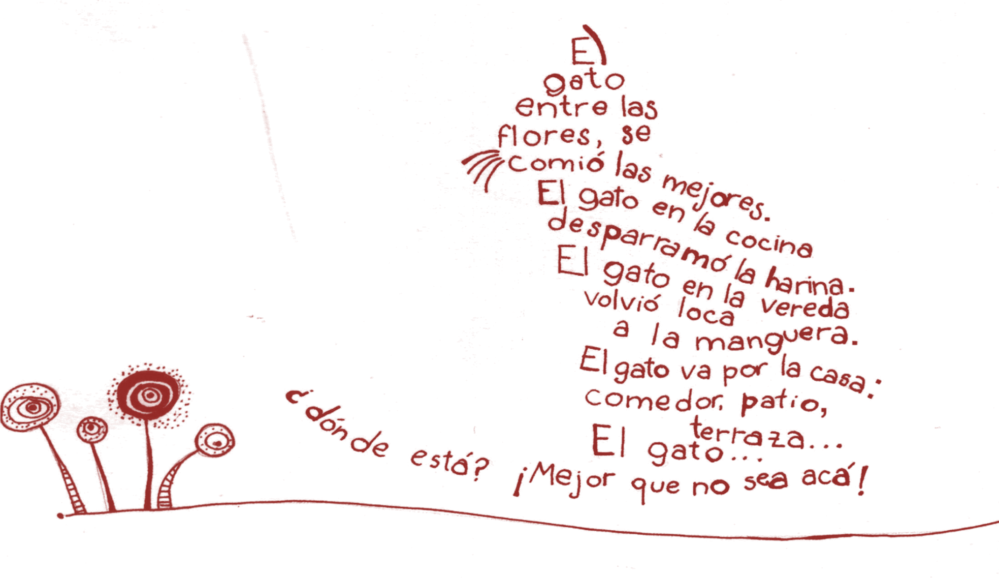 El
gato
entre las
flores, se
comió las mejores.
El gato en la cocina
desparramó la harina.
El gato en la vereda
volvió loca
a la manguera.
El gato va por la casa:
comedor, patio,
terraza...
El gato...
¿dónde está? ¡Mejor que no sea acá!